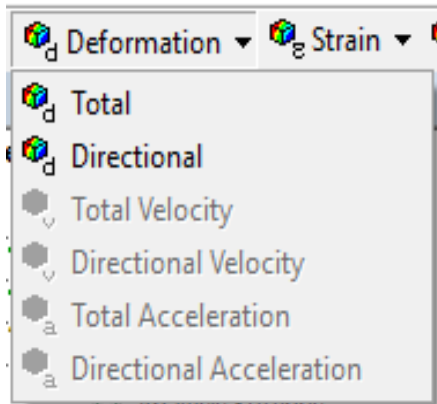 Deformation Strain
Total
Directional
Total Velocity
Directional Velocity
Total Acceleration
Directional Acceleration